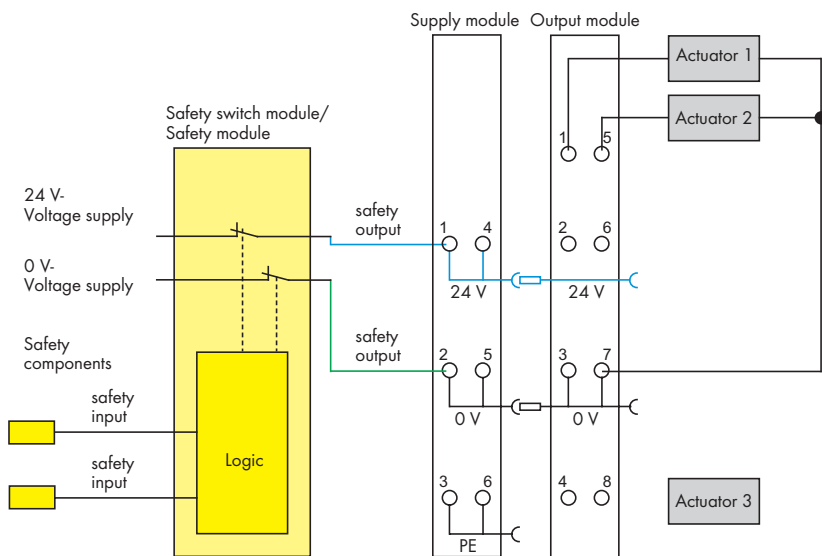 Supply module
Output module
Actuator 1
Actuator 2
Safety switch module/
Safety module
1
5
24 V-
Voltage supply
safety
output
1
4
2
6
24 V
24 V
0 V-
Voltage supply
safety
output
Safety
components
2
5
3
7
0 V
0 V
safety
input
Logic
safety
input
3
6
4
8
Actuator 3
PE